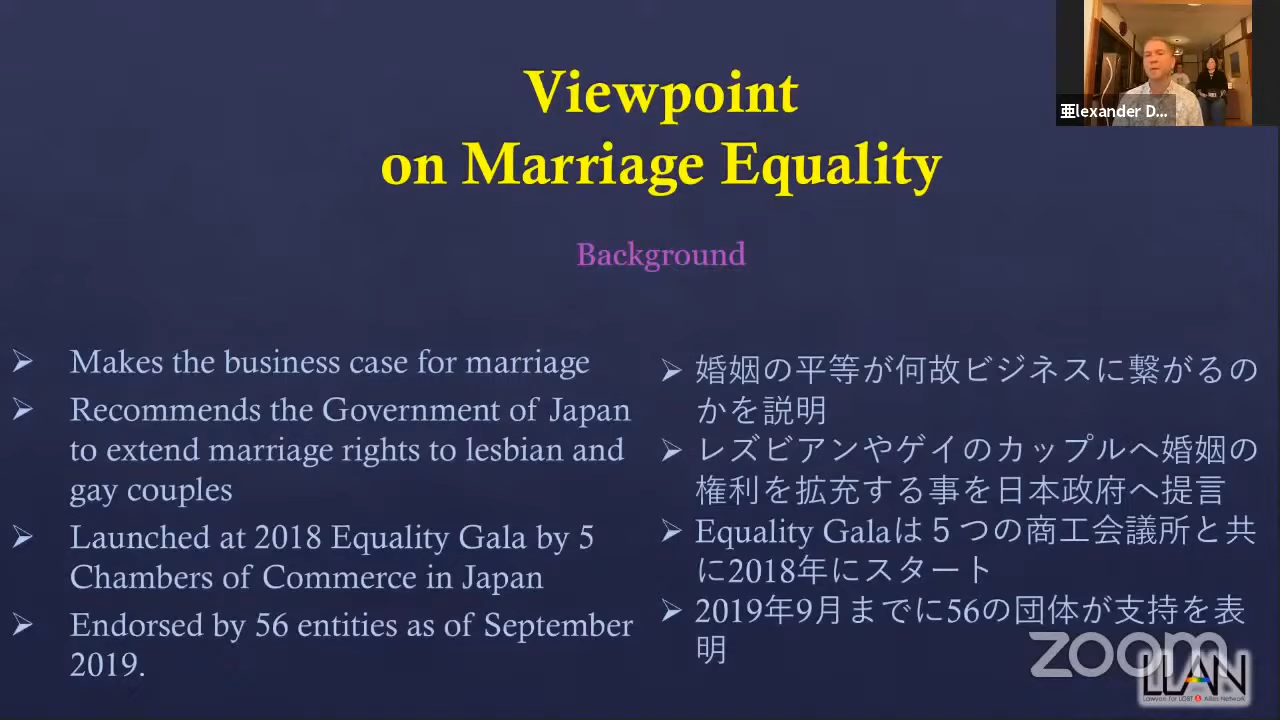 Viewpoint
on Marriage Equality
亜lexander D...
Background
Makes the business case for marriage
Recommends the Government of Japan
to extend marriage rights to lesbian and
gay couples
Launched at 2018 Equality Gala by 5
Chambers of Commerce in Japan
Endorsed by 56 entities as of September
2019.
婚姻の平等が何故ビジネスに繋がるの
かを説明
レズビアンやゲイのカップルへ婚姻の
権利を拡充する事を日本政府へ提言
Equality Galaは５つの商工会議所と共
に2018年にスタート
2019年9月までに56の団体が支持を表
明
zoom
LLAN
Lawyers for LGBT & Allies Network